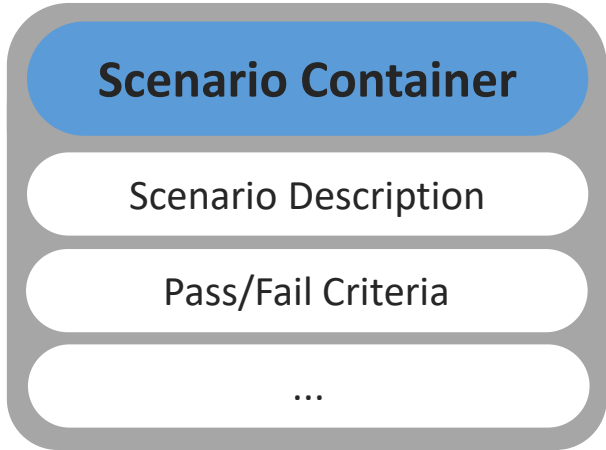 Scenario Container
Scenario Description
Pass/Fail Criteria
...